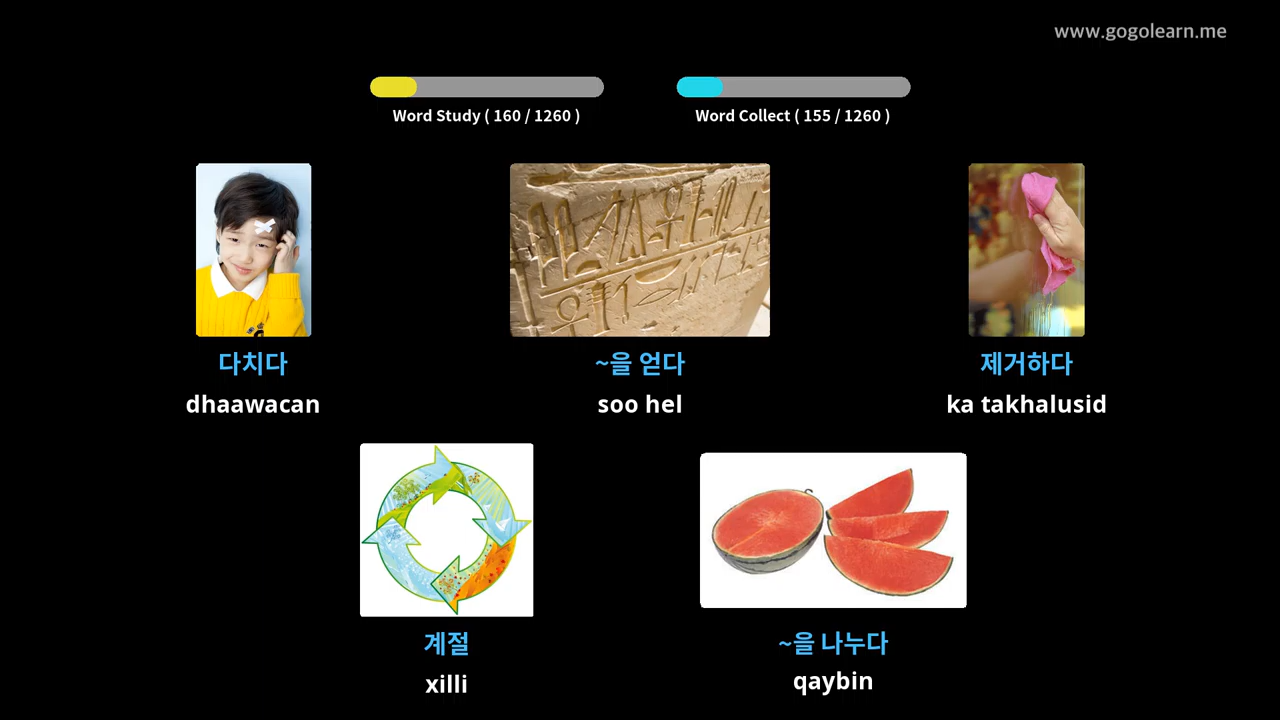 www.gogolearn.me
Word Study ( 160 / 1260 )
Word Collect ( 155 / 1260 )
다치다
dhaawacan
~을 얻다
soo hel
제거하다
ka takhalusid
계절
xilli
~을 나누다
qaybin